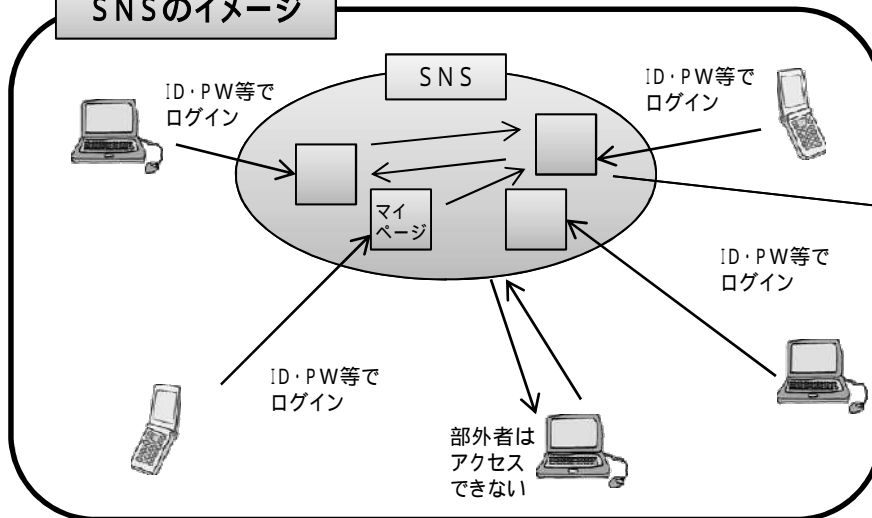 SNSのイメージ
SNS
ID・PW等で
ログイン
ID・PW等で
ログイン
マイ
ページ
ID・PW等で
ログイン
ID・PW等で
ログイン
部外者は
アクセス
できない